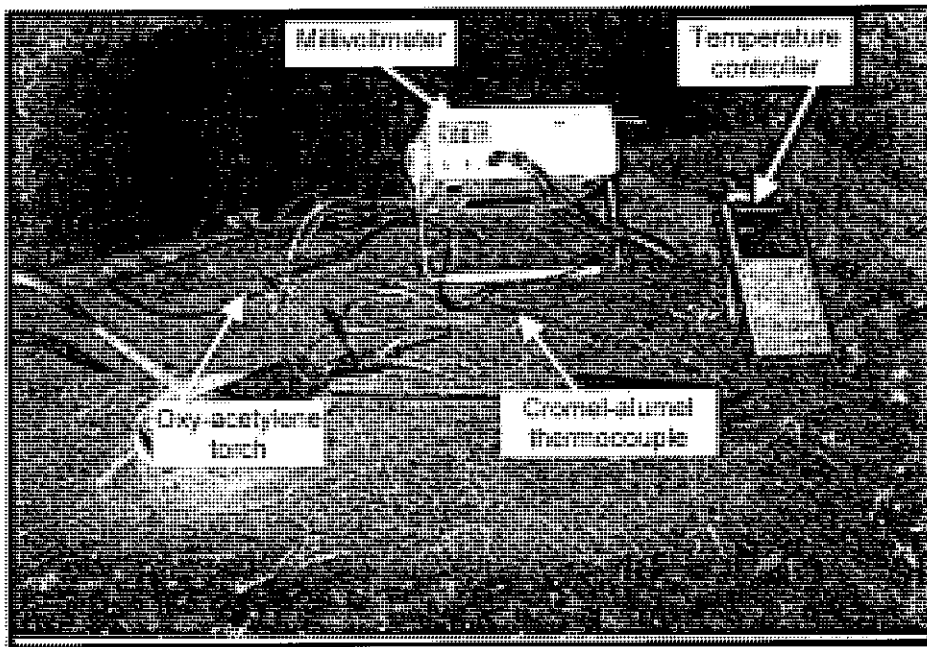 Millivoltmeter
Temperature
controller
Oxy-acetylene
torch
Cromel-alumel
thermocouple